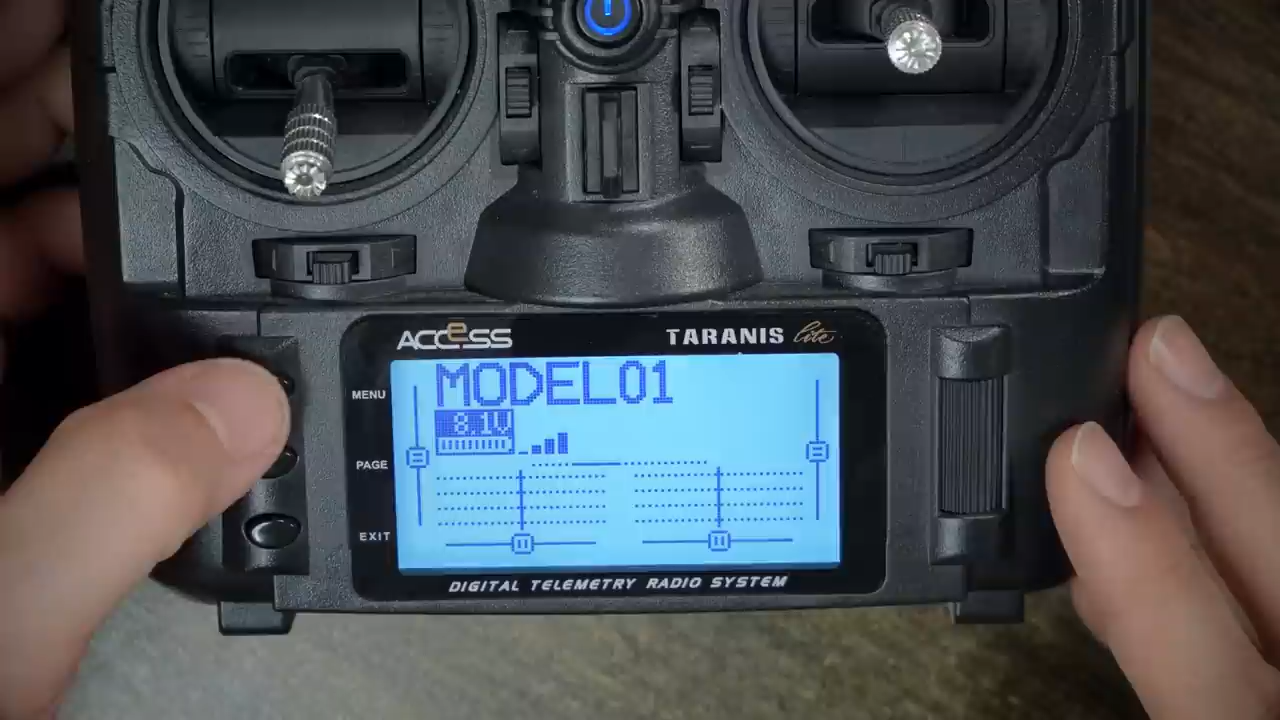 ACCeSS TARANIS lite
MODEL01
8.1V
MENU
PAGE
EXIT
DIGITAL TELEMETRY RADIO SYSTEM